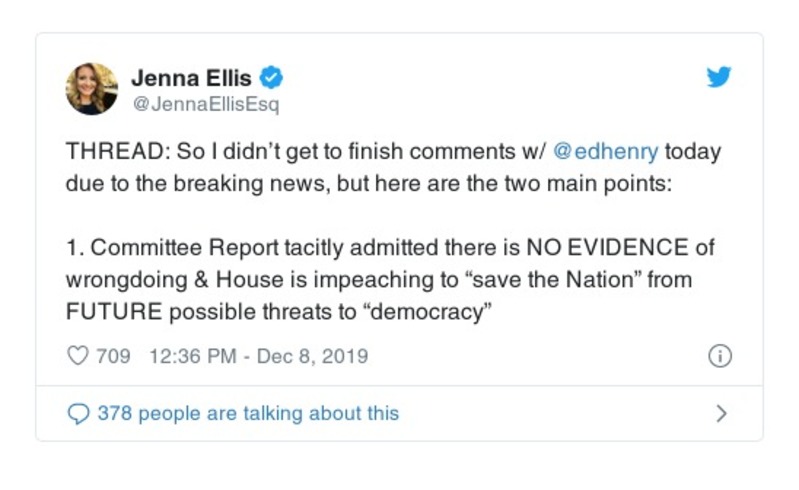 Jenna Ellis
@JennaEllisEsq
THREAD: So I didn’t get to finish comments w/ @edhenry today
due to the breaking news, but here are the two main points:
1. Committee Report tacitly admitted there is NO EVIDENCE of
wrongdoing & House is impeaching to “save the Nation” from
FUTURE possible threats to “democracy”
709 12:36 PM - Dec 8, 2019
378 people are talking about this